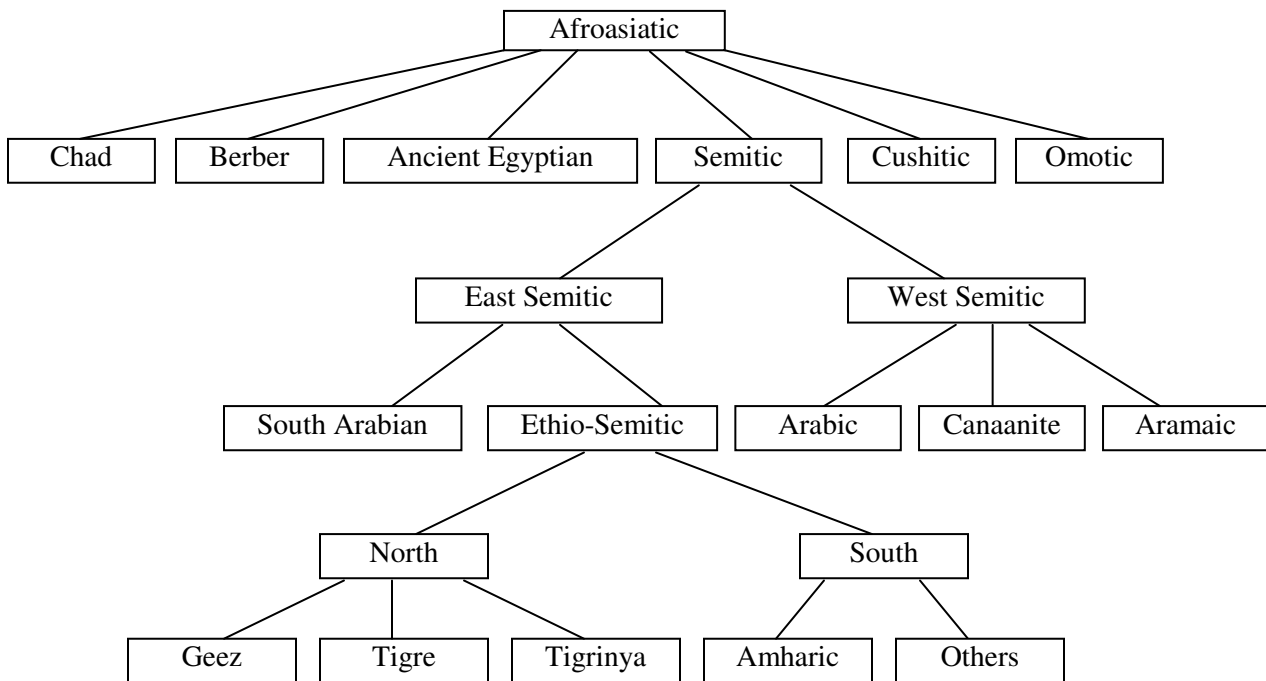 Afroasiatic
Chad Berber Ancient Egyptian Semitic Cushitic Omotic
East Semitic West Semitic
South Arabian Ethio-Semitic Arabic Canaanite Aramaic
North South
Geez Tigre Tigrinya Amharic Others